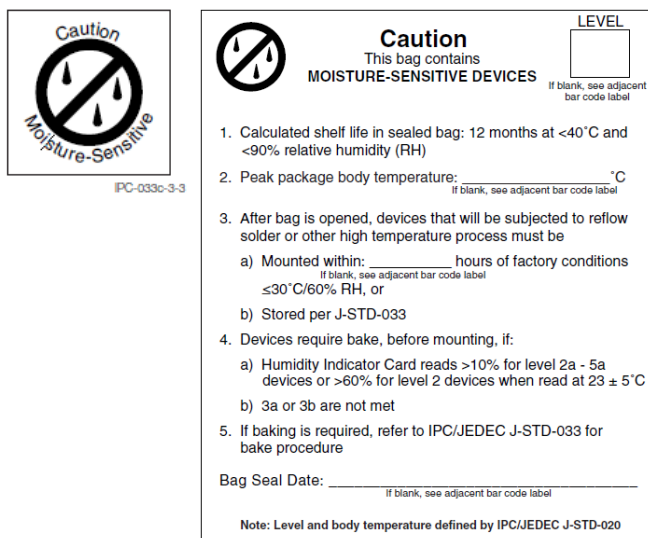 Caution
Moisture-Sensitive
IPC-033c-3-3
Caution
This bag contains
MOISTURE-SENSITIVE DEVICES
LEVEL
If blank, see adjacent
bar code label
1. Calculated shelf life in sealed bag: 12 months at <40˚C and
<90% relative humidity (RH)
2. Peak package body temperature: ___________________˚C
If blank, see adjacent bar code label
3. After bag is opened, devices that will be subjected to reflow
solder or other high temperature process must be
a) Mounted within: __________ hours of factory conditions
If blank, see adjacent bar code label
≤30˚C/60% RH, or
b) Stored per J-STD-033
4. Devices require bake, before mounting, if:
a) Humidity Indicator Card reads >10% for level 2a - 5a
devices or >60% for level 2 devices when read at 23 ± 5˚C
b) 3a or 3b are not met
5. If baking is required, refer to IPC/JEDEC J-STD-033 for
bake procedure
Bag Seal Date: ______________________________________
If blank, see adjacent bar code label
Note: Level and body temperature defined by IPC/JEDEC J-STD-020